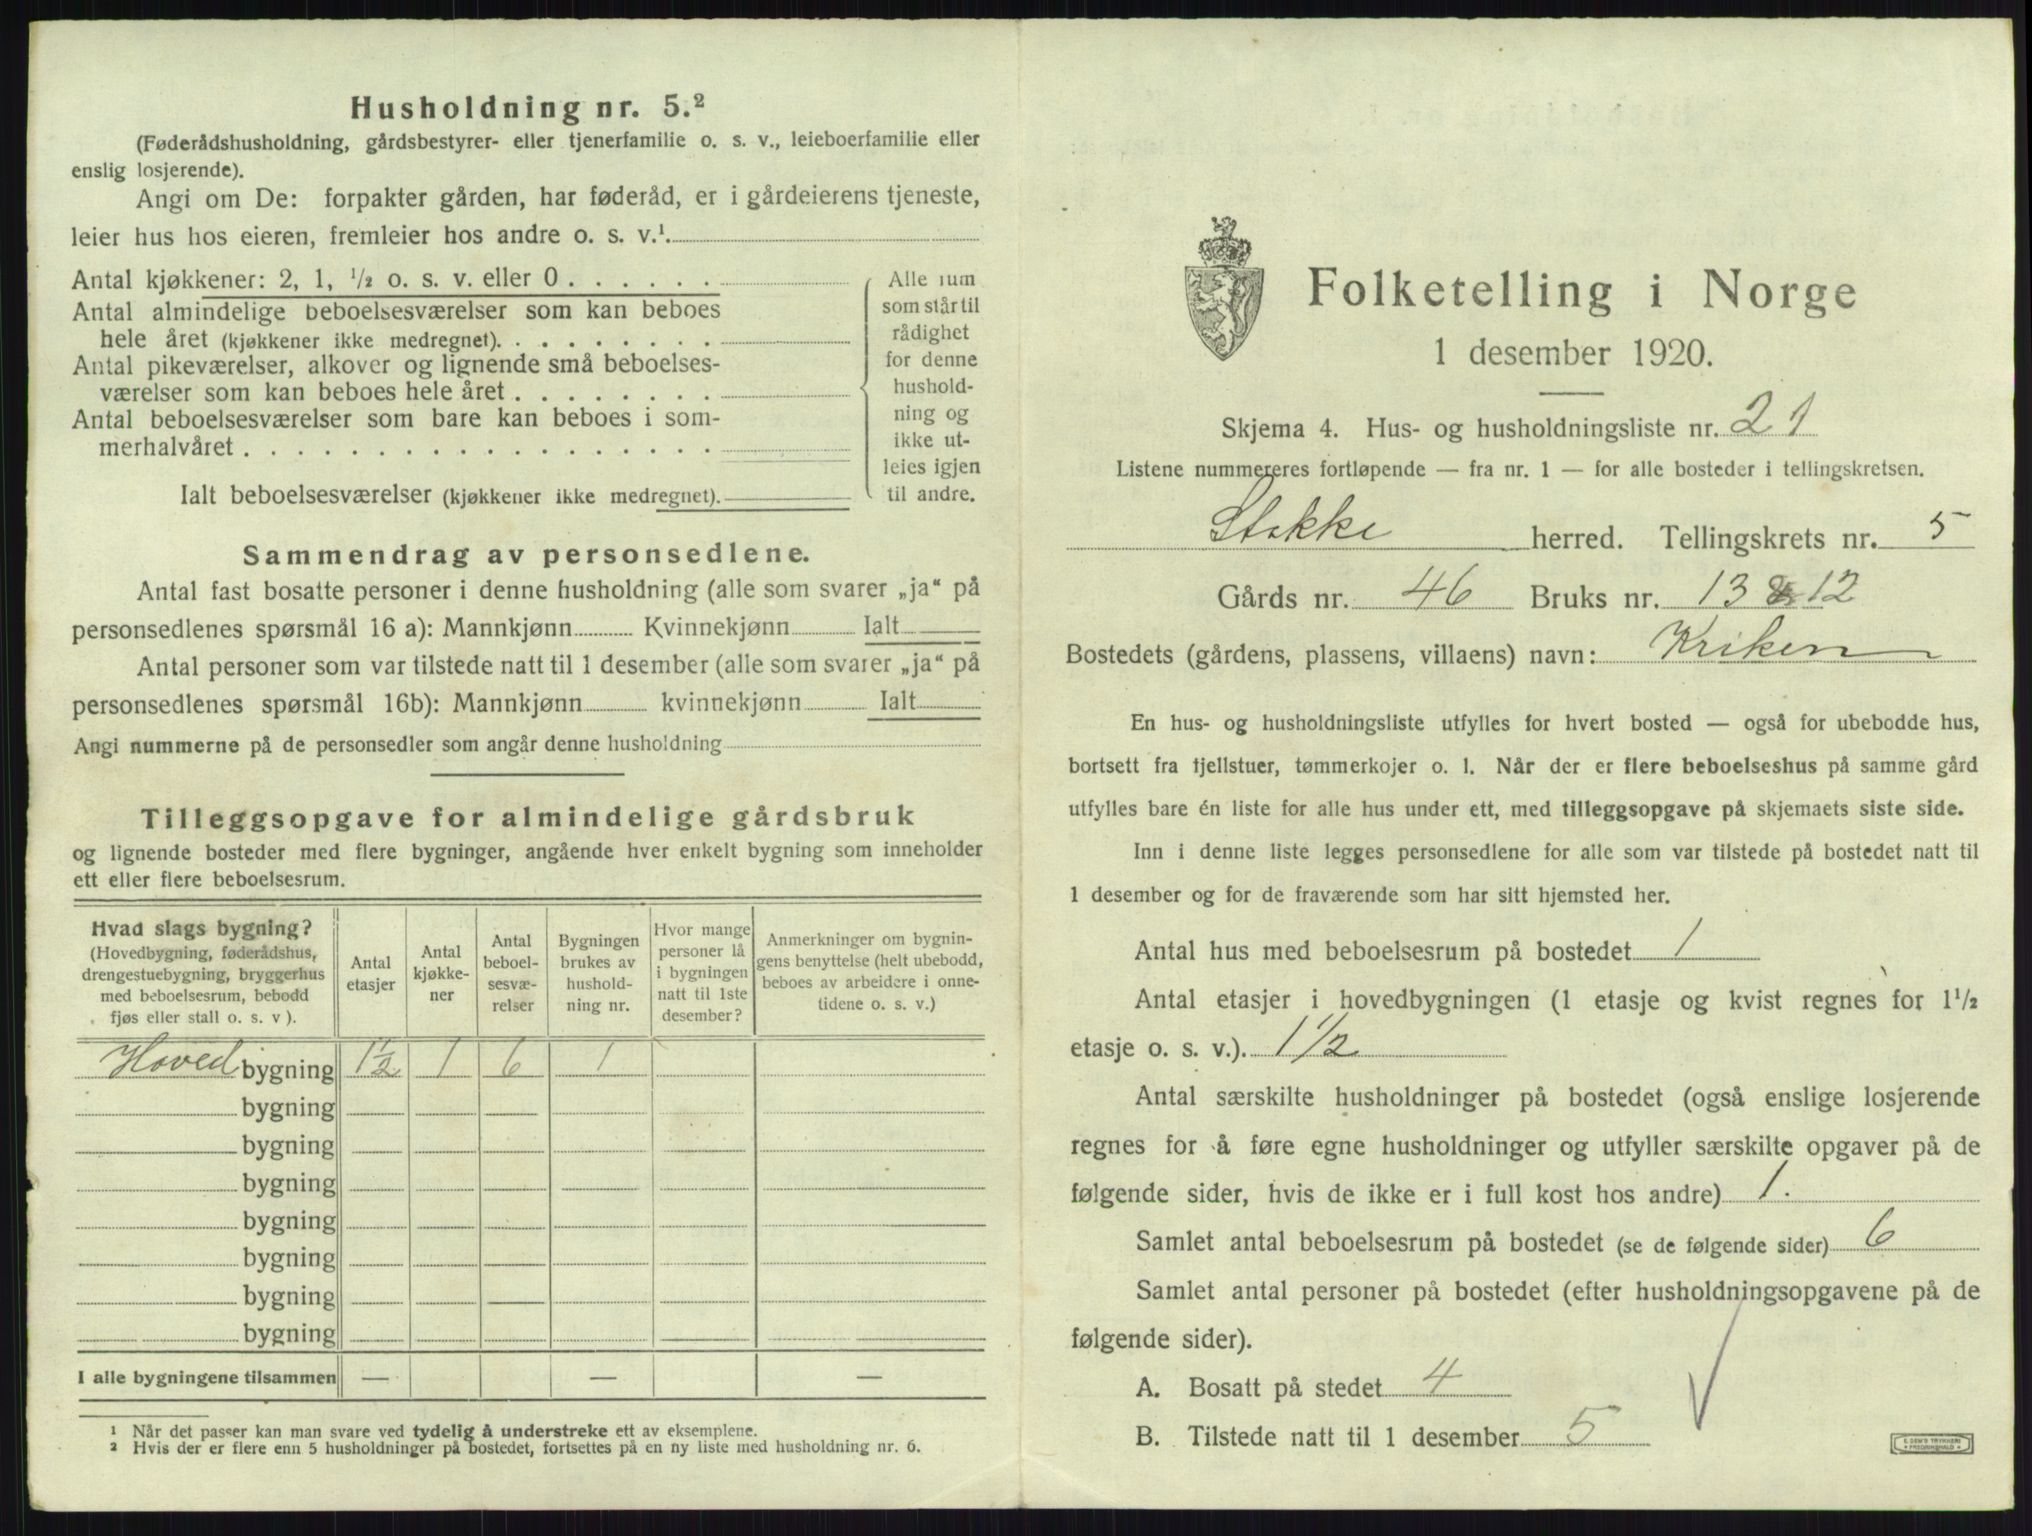 Husholdning nr. 5.²
(Føderådshusholdning, gårdsbestyrer- eller tjenerfamilie o. s. v., leieboerfamilie eller
enslig losjerende).
Angi om De: forpakter gården, har føderåd, er i gårdeierens tjeneste,
leier hus hos eieren, fremleier hos andre o. s. v.¹.
Antal kjøkkener: 2, 1, ½ o. s. v. eller 0 . . . . . .
Antal almindelige beboelsesværelser som kan beboes
hele året (kjøkkener ikke medregnet). . . . . . . . .
Antal pikeværelser, alkover og lignende små beboelses-
værelser som kan beboes hele året . . . . . . . .
Antal beboelsesværelser som bare kan beboes i som-
merhalvåret . . . . . . . . . . . . . . . . . .
Ialt beboelsesværelser (kjøkkener ikke medregnet).
Alle rum
som står til
rådighet
for denne
hushold-
ning og
ikke ut-
leies igjen
til andre.
Sammendrag av personsedlene.
Antal fast bosatte personer i denne husholdning (alle som svarer „ja“ på
personsedlenes spørsmål 16 a): Mannkjønn Kvinnekjønn Ialt
Antal personer som var tilstede natt til 1 desember (alle som svarer „ja“ på
personsedlenes spørsmål 16b): Mannkjønn kvinnekjønn Ialt
Angi nummerne på de personsedler som angår denne husholdning
Tilleggsopgave for almindelige gårdsbruk
og lignende bosteder med flere bygninger, angående hver enkelt bygning som inneholder
ett eller flere beboelsesrum.
Hvad slags bygning?
(Hovedbygning, føderådshus,
drengestuebygning, bryggerhus
med beboelsesrum, bebodd
fjøs eller stall o. s. v ).
Antal
etasjer
Antal
kjøkke-
ner
Antal
beboel-
sesvæ-
relser
Bygningen
brukes av
hushold-
ning nr.
Hvor mange
personer lå
i bygningen
natt til 1ste
desember?
Anmerkninger om bygnin-
gens benyttelse (helt ubebodd,
beboes av arbeidere i onne-
tidene o. s. v.)
Hoved bygning 1½ 1 6 1
bygning
bygning
bygning
bygning
bygning
bygning
bygning
I alle bygningene tilsammen — — —
¹ Når det passer kan man svare ved tydelig å understreke ett av eksemplene.
² Hvis der er flere enn 5 husholdninger på bostedet, fortsettes på en ny liste med husholdning nr. 6.
Folketelling i Norge
1 desember 1920.
Skjema 4. Hus- og husholdningsliste nr. 21
Listene nummereres fortløpende — fra nr. 1 — for alle bosteder i tellingskretsen.
Stokke herred. Tellingskrets nr. 5
Gårds nr. 46 Bruks nr. 13 & 12
Bostedets (gårdens, plassens, villaens) navn: Kriken
En hus- og husholdningsliste utfylles for hvert bosted — også for ubebodde hus,
bortsett fra fjellstuer, tømmerkojer o. l. Når der er flere beboelseshus på samme gård
utfylles bare én liste for alle hus under ett, med tilleggsopgave på skjemaets siste side.
Inn i denne liste legges personsedlene for alle som var tilstede på bostedet natt til
1 desember og for de fraværende som har sitt hjemsted her.
Antal hus med beboelsesrum på bostedet 1
Antal etasjer i hovedbygningen (1 etasje og kvist regnes for 1½
etasje o. s. v.). 1½
Antal særskilte husholdninger på bostedet (også enslige losjerende
regnes for å føre egne husholdninger og utfyller særskilte opgaver på de
følgende sider, hvis de ikke er i full kost hos andre) 1.
Samlet antal beboelsesrum på bostedet (se de følgende sider) 6
Samlet antal personer på bostedet (efter husholdningsopgavene på de
følgende sider).
A. Bosatt på stedet 4
B. Tilstede natt til 1 desember 5
E. SEM'S TRYKKERI
FREDRIKSHALD